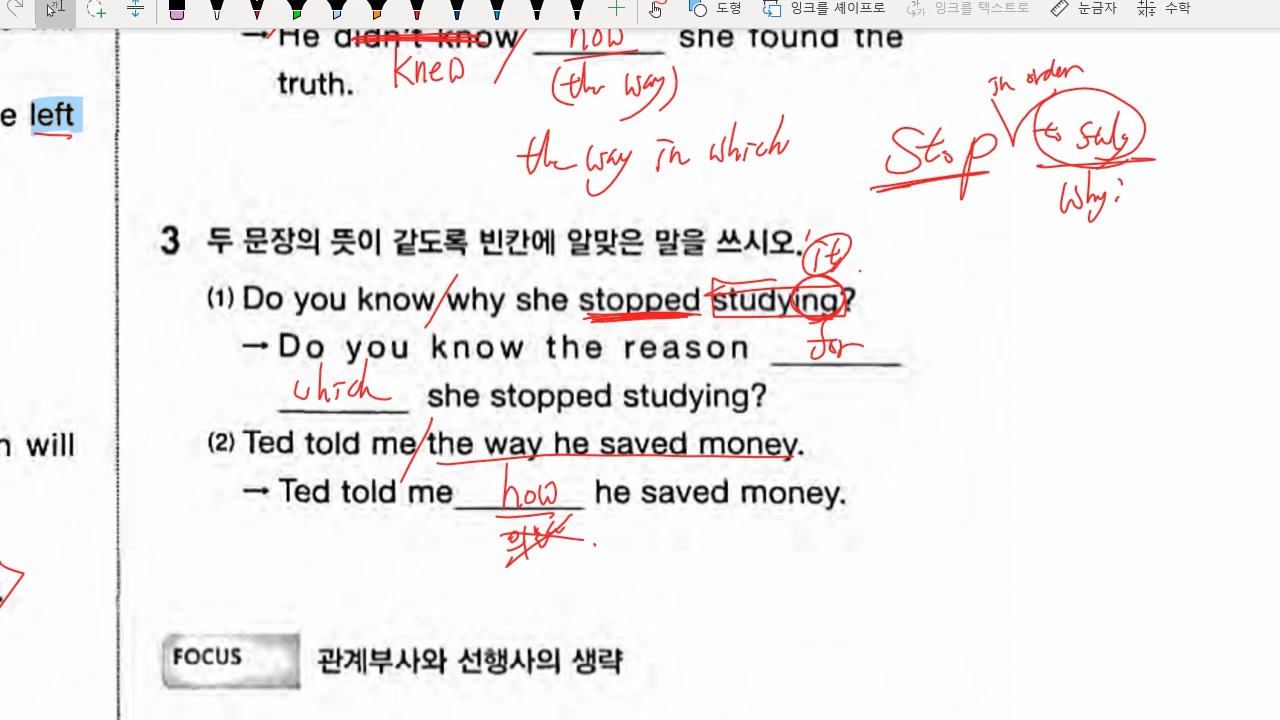 도형 잉크를 셰이프로 잉크를 텍스트로 눈금자 수학
→ He didn't know how she found the
knew
truth.
(the way)
the way in which
e left
in order
Stop to study
why?
3 두 문장의 뜻이 같도록 빈칸에 알맞은 말을 쓰시오.
it
(1) Do you know why she stopped studying?
→ Do you know the reason for
which she stopped studying?
n will
(2) Ted told me the way he saved money.
→ Ted told me how he saved money.
FOCUS 관계부사와 선행사의 생략